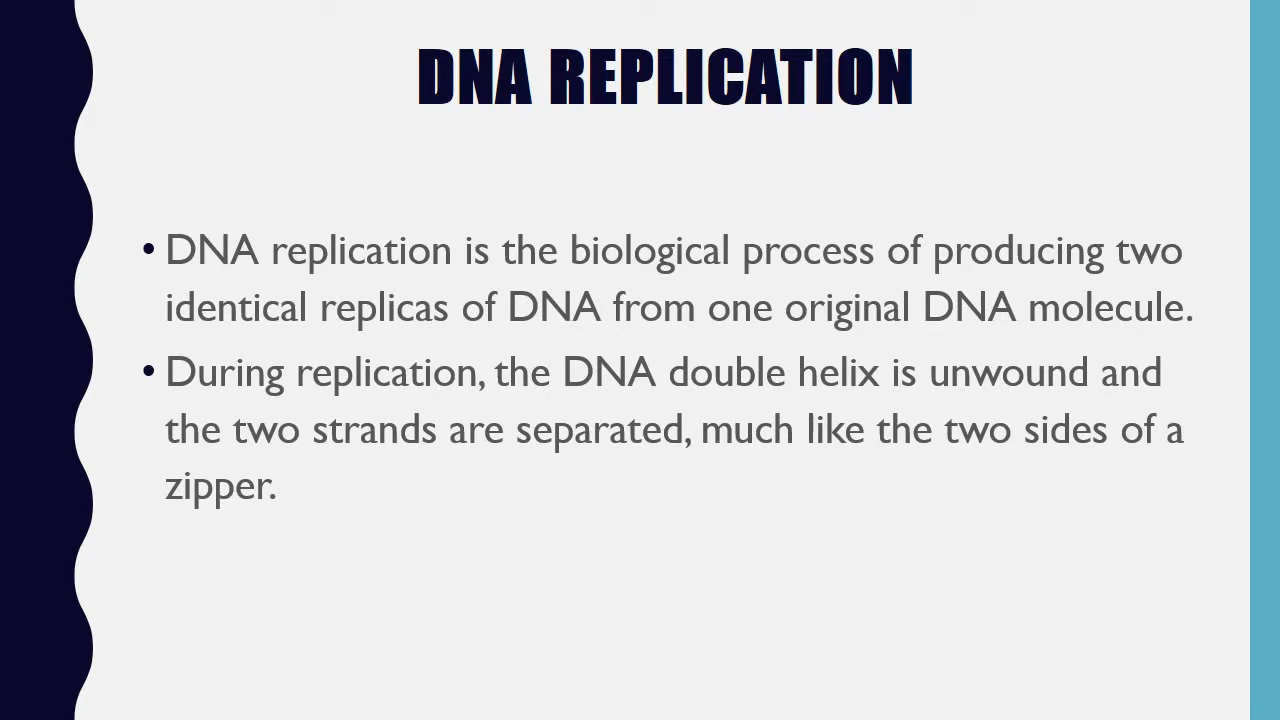 DNA REPLICATION
• DNA replication is the biological process of producing two
identical replicas of DNA from one original DNA molecule.
• During replication, the DNA double helix is unwound and
the two strands are separated, much like the two sides of a
zipper.